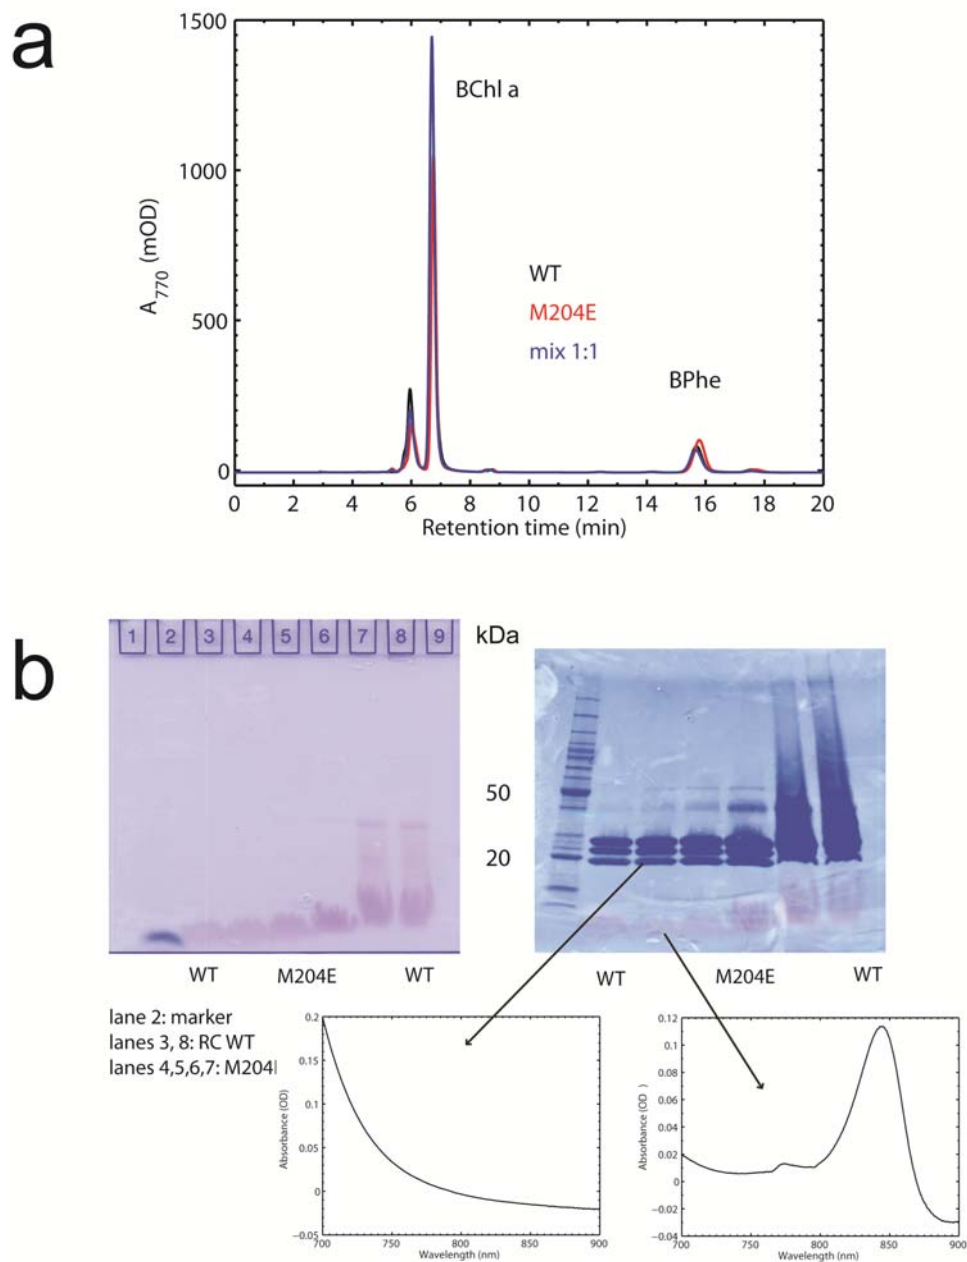 a
1500
1000
500
0
A770 (mOD)
BChl a
WT
M204E
mix 1:1
BPhe
0 2 4 6 8 10 12 14 16 18 20
Retention time (min)
b
1 2 3 4 5 6 7 8 9
kDa
50
20
WT M204E WT
WT M204E WT
lane 2: marker
lanes 3, 8: RC WT
lanes 4,5,6,7: M204I
0.2
0.15
0.1
0.05
0
−0.05
Absorbance (OD)
700 750 800 850 900
Wavelength (nm)
0.12
0.1
0.08
0.06
0.04
0.02
0
−0.02
−0.04
Absorbance (OD )
700 750 800 850 900
Wavelength (nm)